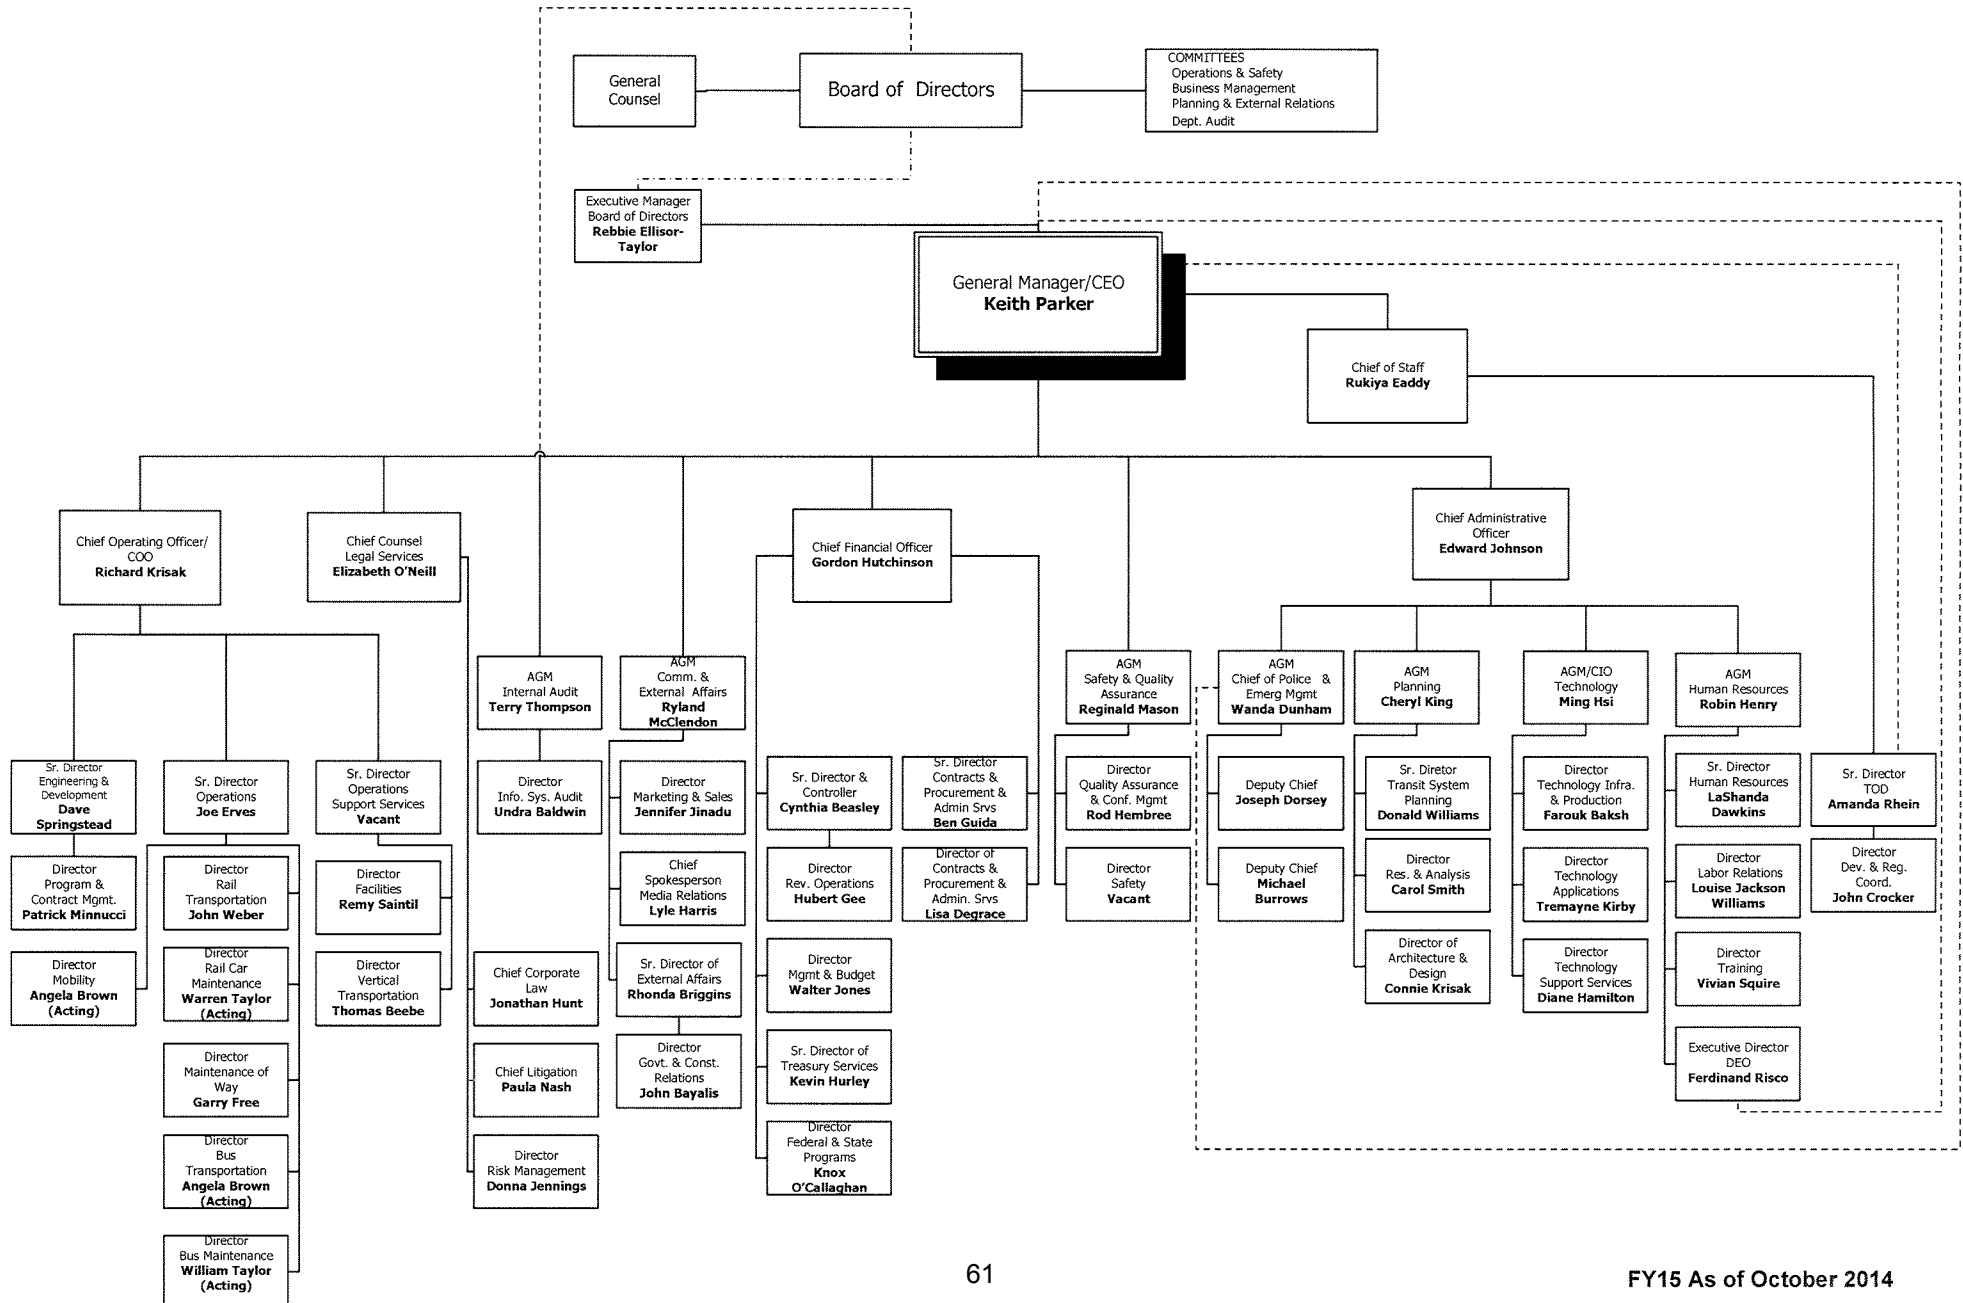 General
Counsel
Board of Directors
COMMITTEES
Operations & Safety
Business Management
Planning & External Relations
Dept. Audit
Executive Manager
Board of Directors
Rebbie Ellisor-
Taylor
General Manager/CEO
Keith Parker
Chief of Staff
Rukiya Eaddy
Chief Operating Officer/
COO
Richard Krisak
Chief Counsel
Legal Services
Elizabeth O'Neill
Chief Financial Officer
Gordon Hutchinson
Chief Administrative
Officer
Edward Johnson
AGM
Internal Audit
Terry Thompson
AGM
Comm. &
External Affairs
Ryland
McClendon
AGM
Safety & Quality
Assurance
Reginald Mason
AGM
Chief of Police &
Emerg Mgmt
Wanda Dunham
AGM
Planning
Cheryl King
AGM/CIO
Technology
Ming Hsi
AGM
Human Resources
Robin Henry
Sr. Director
Engineering &
Development
Dave
Springstead
Sr. Director
Operations
Joe Erves
Sr. Director
Operations
Support Services
Vacant
Director
Info. Sys. Audit
Undra Baldwin
Director
Marketing & Sales
Jennifer Jinadu
Sr. Director &
Controller
Cynthia Beasley
Sr. Director
Contracts &
Procurement &
Admin Srvs
Ben Guida
Director
Quality Assurance
& Conf. Mgmt
Rod Hembree
Deputy Chief
Joseph Dorsey
Sr. Diretor
Transit System
Planning
Donald Williams
Director
Technology Infra.
& Production
Farouk Baksh
Sr. Director
Human Resources
LaShanda
Dawkins
Sr. Director
TOD
Amanda Rhein
Director
Program &
Contract Mgmt.
Patrick Minnucci
Director
Rail
Transportation
John Weber
Director
Facilities
Remy Saintil
Chief
Spokesperson
Media Relations
Lyle Harris
Director
Rev. Operations
Hubert Gee
Director of
Contracts &
Procurement &
Admin. Srvs
Lisa Degrace
Director
Safety
Vacant
Deputy Chief
Michael
Burrows
Director
Res. & Analysis
Carol Smith
Director
Technology
Applications
Tremayne Kirby
Director
Labor Relations
Louise Jackson
Williams
Director
Dev. & Reg.
Coord.
John Crocker
Director
Mobility
Angela Brown
(Acting)
Director
Rail Car
Maintenance
Warren Taylor
(Acting)
Director
Vertical
Transportation
Thomas Beebe
Chief Corporate
Law
Jonathan Hunt
Sr. Director of
External Affairs
Rhonda Briggins
Director
Mgmt & Budget
Walter Jones
Director of
Architecture &
Design
Connie Krisak
Director
Technology
Support Services
Diane Hamilton
Director
Training
Vivian Squire
Director
Maintenance of
Way
Garry Free
Chief Litigation
Paula Nash
Director
Govt. & Const.
Relations
John Bayalis
Sr. Director of
Treasury Services
Kevin Hurley
Executive Director
DEO
Ferdinand Risco
Director
Bus
Transportation
Angela Brown
(Acting)
Director
Risk Management
Donna Jennings
Director
Federal & State
Programs
Knox
O'Callaghan
Director
Bus Maintenance
William Taylor
(Acting)
61
FY15 As of October 2014